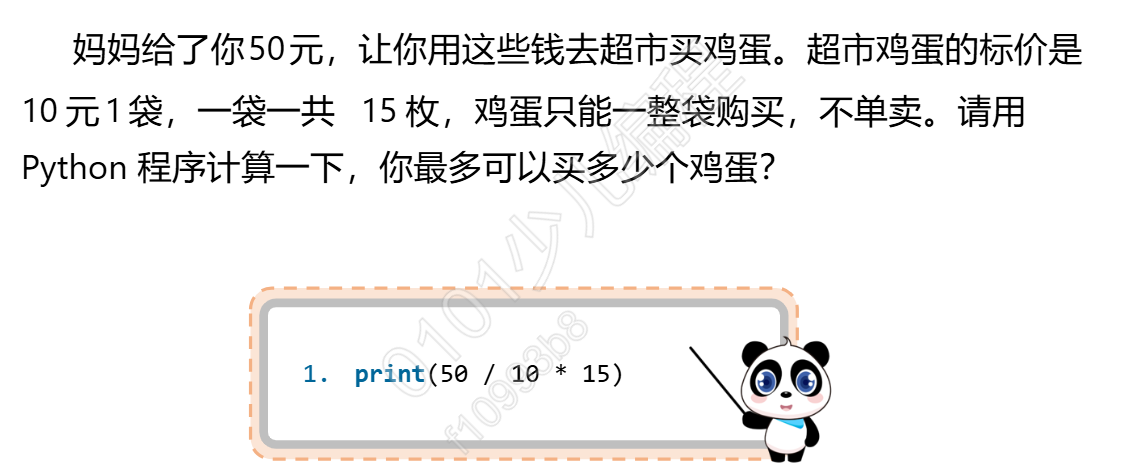 妈妈给了你50元，让你用这些钱去超市买鸡蛋。超市鸡蛋的标价是
10 元 1 袋，一袋一共 15 枚，鸡蛋只能一整袋购买，不单卖。请用
Python 程序计算一下，你最多可以买多少个鸡蛋？
1. print(50 / 10 * 15)
0101少儿编程
f10993b8